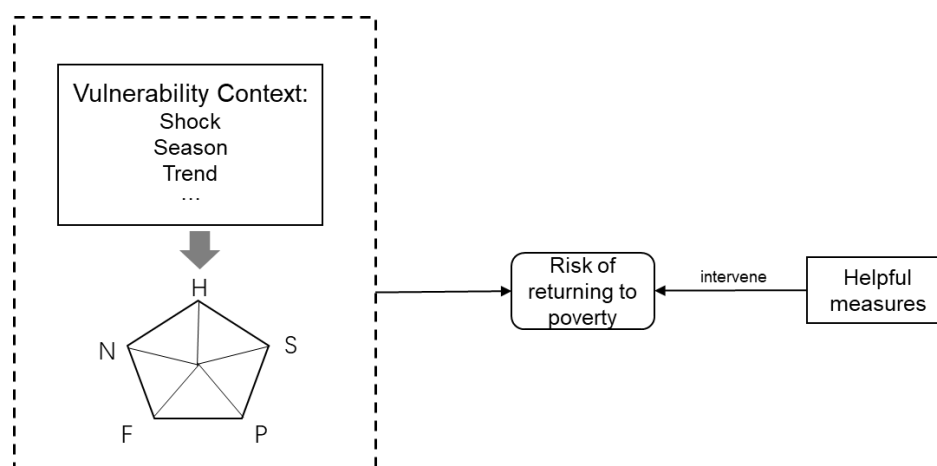 Vulnerability Context:
Shock
Season
Trend
...
H
N
S
F
P
Risk of
returning to
poverty
intervene
Helpful
measures